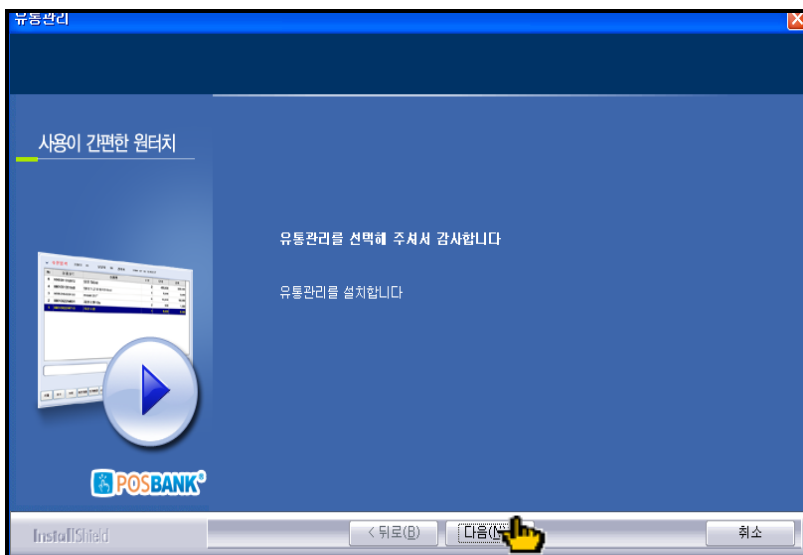 유통관리
사용이 간편한 원터치
유통관리를 선택해 주셔서 감사합니다
유통관리를 설치합니다
POSBANK®
InstallShield
< 뒤로(B)
다음(N)
취소